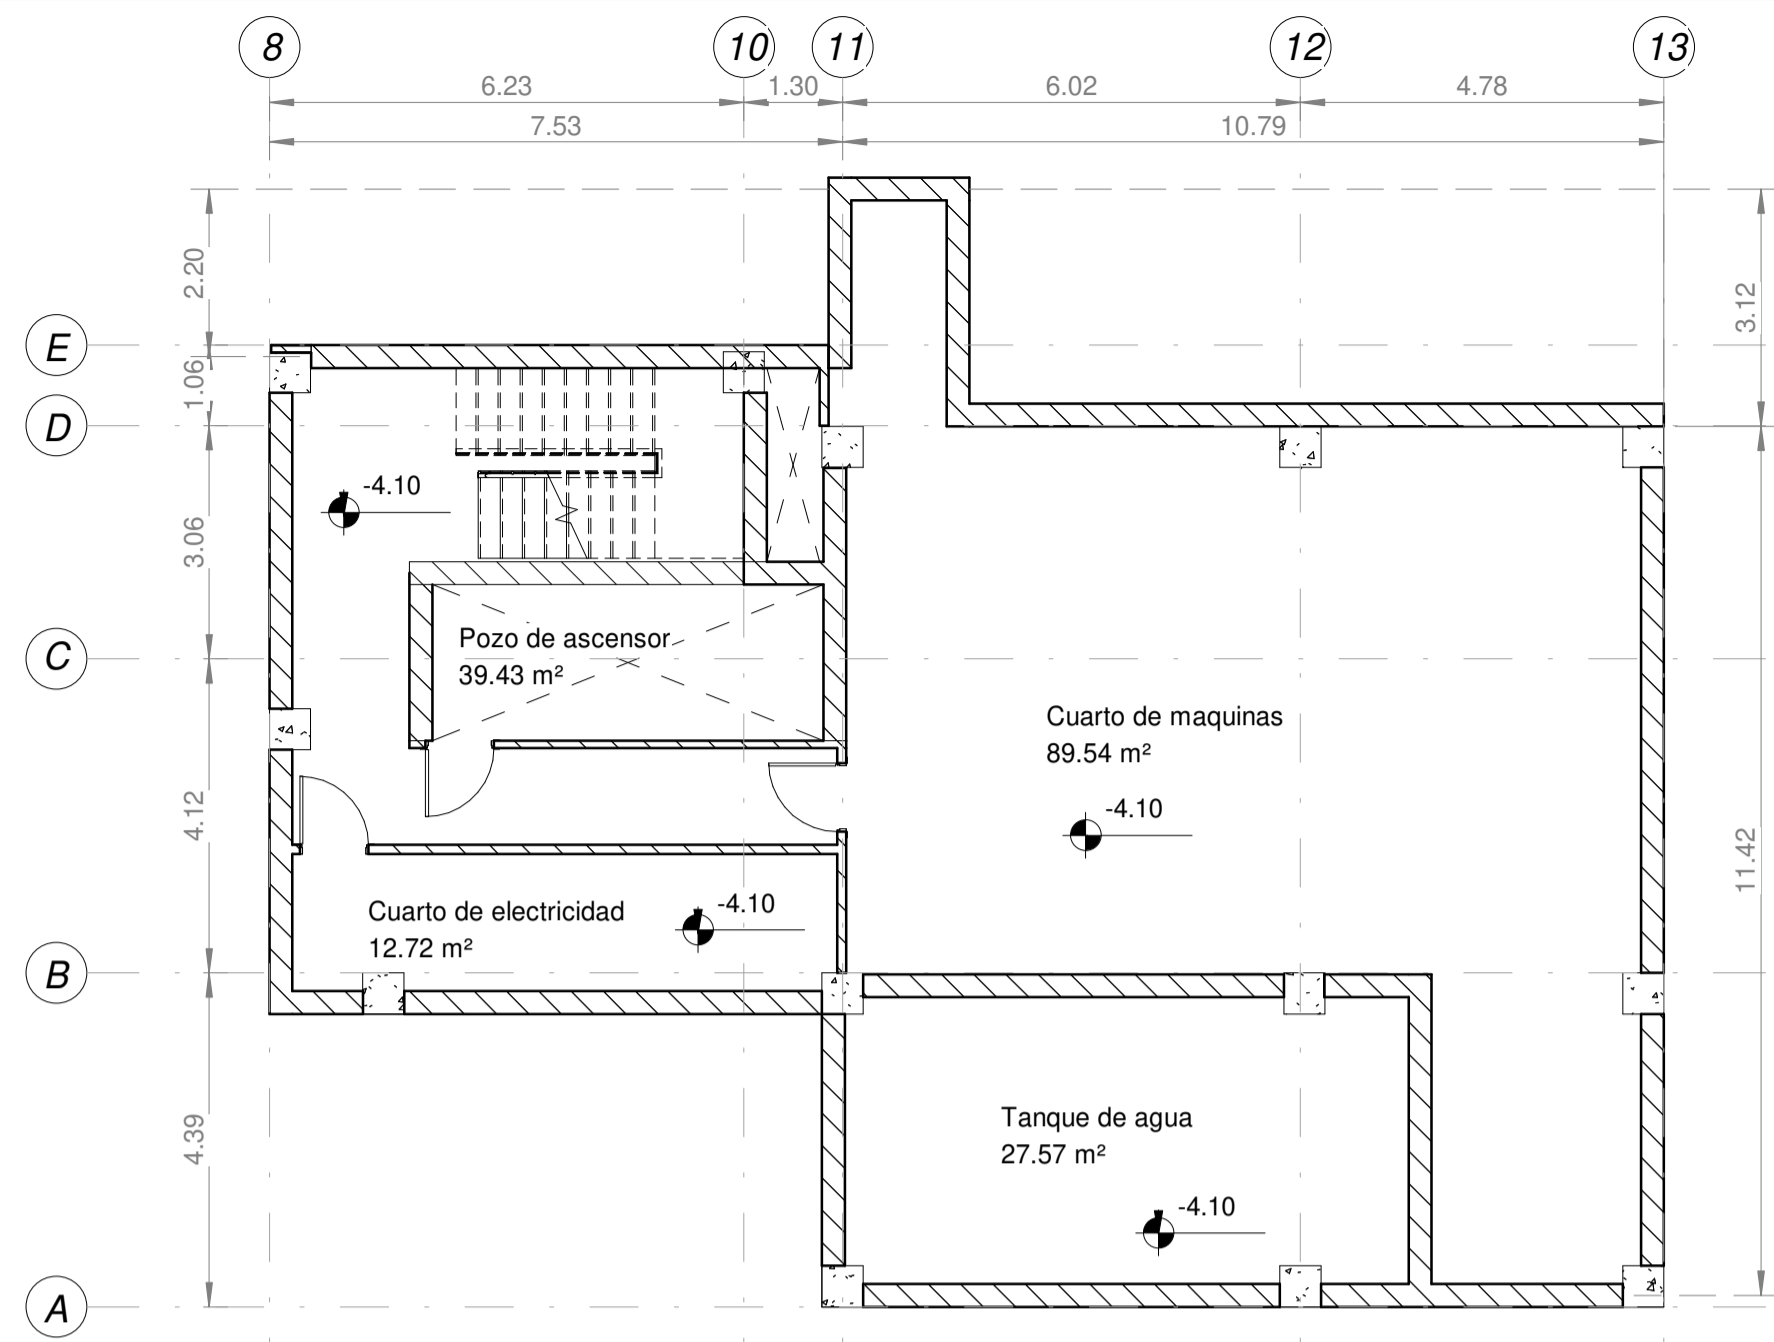 8 10 11 12 13
6.23 1.30 6.02 4.78
7.53 10.79
2.20
3.12
E
1.06
D
-4.10
3.06
Pozo de ascensor
39.43 m²
C
Cuarto de maquinas
89.54 m²
-4.10
4.12
11.42
Cuarto de electricidad
12.72 m²
-4.10
B
Tanque de agua
27.57 m²
4.39
-4.10
A